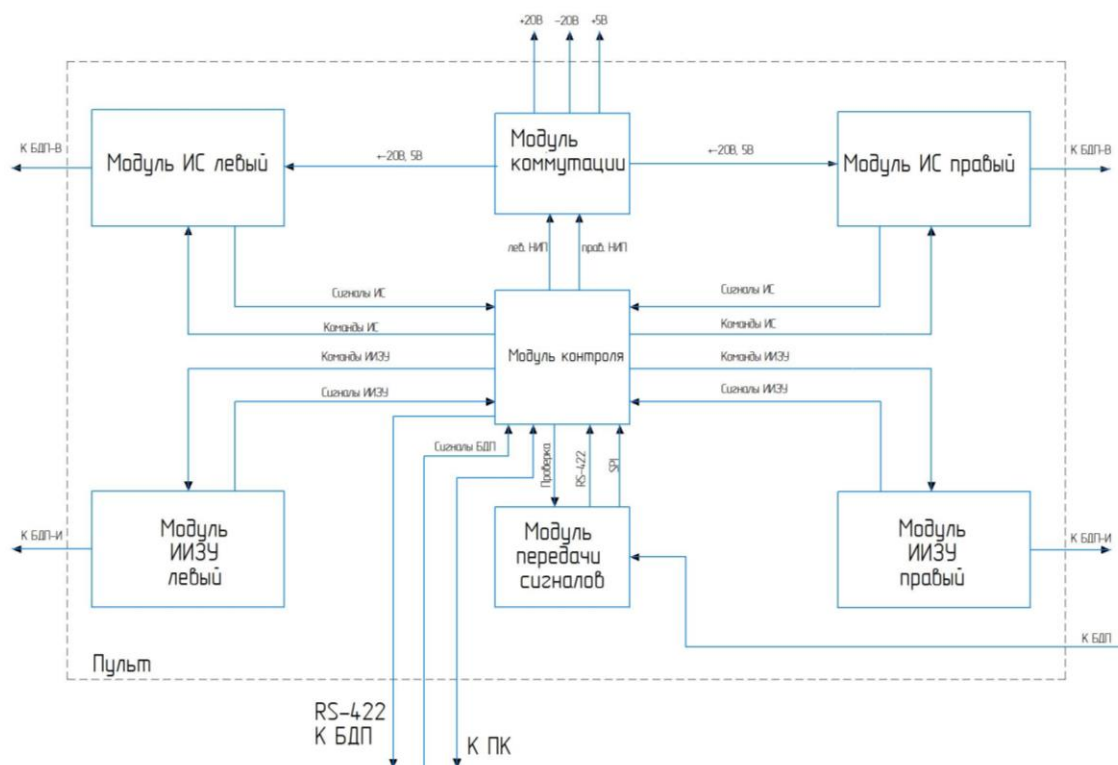 +20В
-20В
+5В
К БДП-В
Модуль ИС левый
←20В, 5В
Модуль
коммутации
←20В, 5В
Модуль ИС правый
К БДП-В
лев. НИП
прав. НИП
Сигналы ИС
Сигналы ИС
Команды ИС
Команды ИС
Модуль контроля
Команды ИИЗУ
Команды ИИЗУ
Сигналы ИИЗУ
Сигналы ИИЗУ
Сигналы БДП
Проверка
RS-422
SPI
К БДП-И
Модуль
ИИЗУ
левый
Модуль
передачи
сигналов
Модуль
ИИЗУ
правый
К БДП-И
К БДП
Пульт
RS-422
К БДП
К ПК